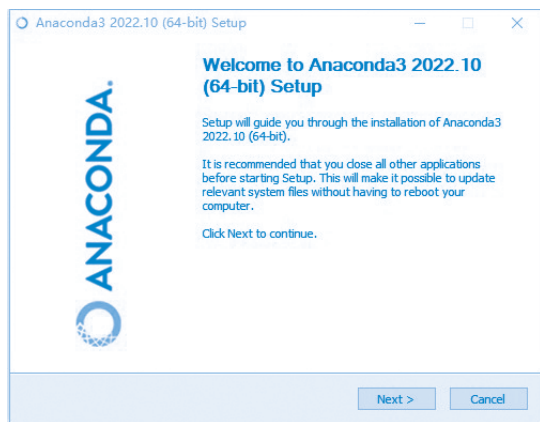 Anaconda3 2022.10 (64-bit) Setup
ANACONDA.
Welcome to Anaconda3 2022.10
(64-bit) Setup
Setup will guide you through the installation of Anaconda3
2022.10 (64-bit).
It is recommended that you close all other applications
before starting Setup. This will make it possible to update
relevant system files without having to reboot your
computer.
Click Next to continue.
Next >
Cancel